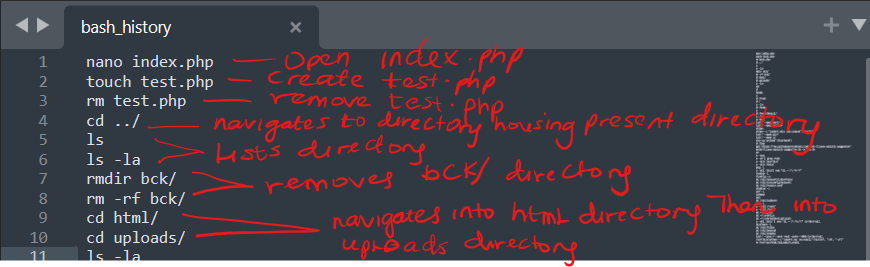 bash_history
1 nano index.php Open index.php
2 touch test.php Create test.php
3 rm test.php remove test.php
4 cd ../ navigates to directory housing present directory
5 ls
6 ls -la Lists directory
7 rmdir bck/ removes bck/ directory
8 rm -rf bck/
9 cd html/ navigates into html directory Then into
10 cd uploads/ uploads directory
11 ls -la